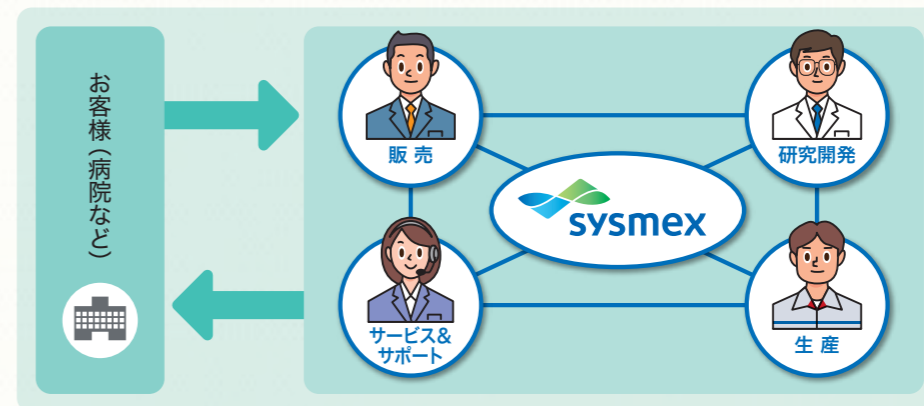 お客様（病院など）
販 売
研究開発
sysmex
サービス&
サポート
生 産